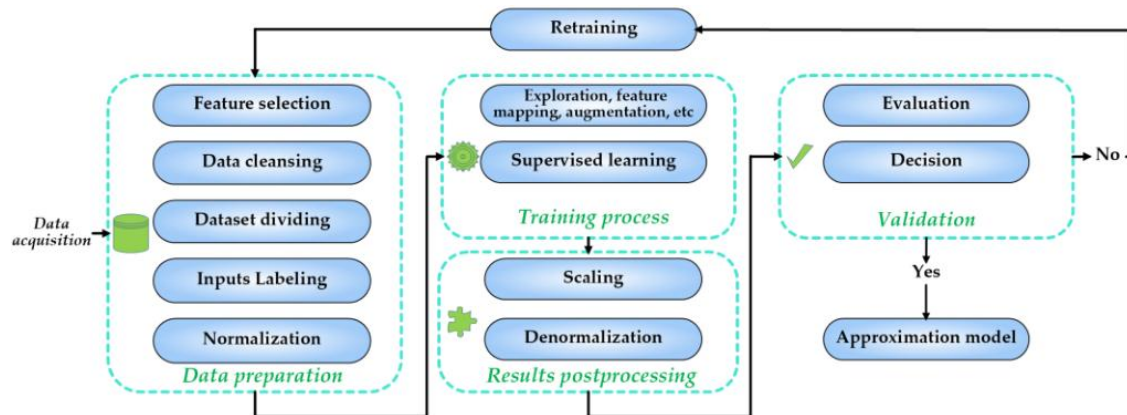 Retraining
Data
acquisition
Feature selection
Data cleansing
Dataset dividing
Inputs Labeling
Normalization
Data preparation
Exploration, feature
mapping, augmentation, etc
Supervised learning
Training process
Scaling
Denormalization
Results postprocessing
Evaluation
Decision
Validation
No
Yes
Approximation model